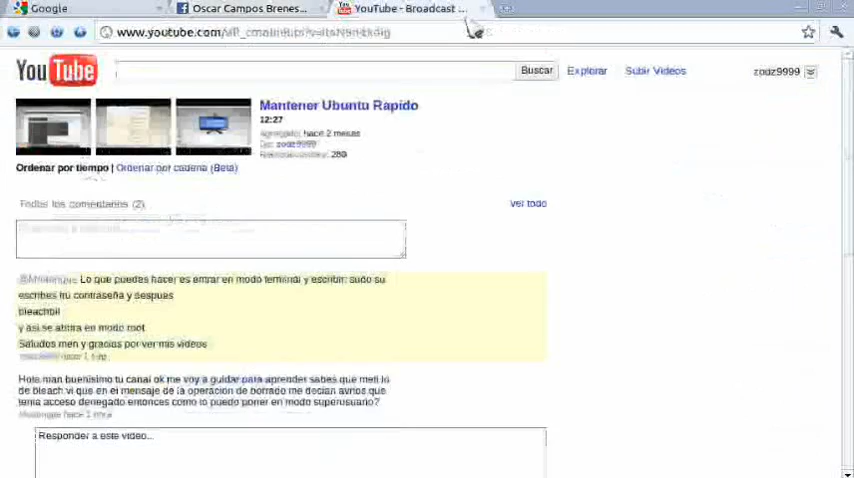 Google
Oscar Campos Brenes...
YouTube - Broadcast ...
www.youtube.com
YouTube
Buscar
Explorar
Subir Videos
zodz9999
Mantener Ubuntu Rapido
12:27
hace 2 meses
zodz9999
289
Ordenar por tiempo | Ordenar por cadena (Beta)
Todos los comentarios (2)
ver todo
Lo que puedes hacer es entrar en modo terminal y escribir: sudo su
escribes tu contraseña y despues
bleachbit
y asi se abrira en modo root
Saludos men y gracias por ver mis videos
Hola man buenisimo tu canal ok me voy a guidar para aprender sabes que meti lo
de bleach vi que en el mensaje de la operacion de borrado me decian avrios que
tenia acceso denegado entonces como lo puedo poner en modo superusuario?
hace 1 hora
Responder a este video...